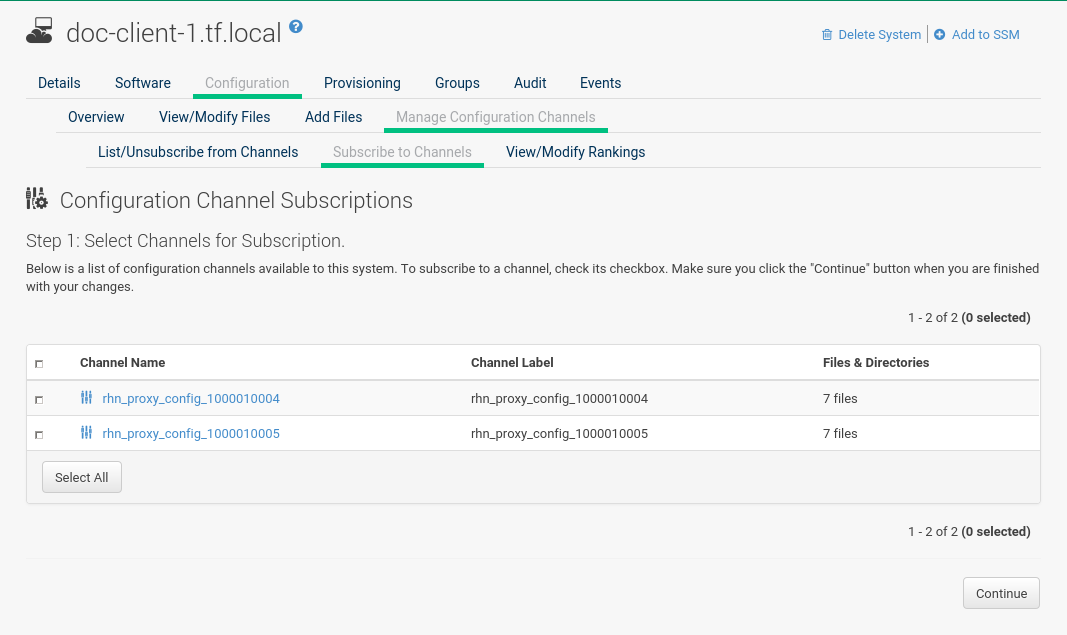 doc-client-1.tf.local ?
Delete System | Add to SSM
Details Software Configuration Provisioning Groups Audit Events
Overview View/Modify Files Add Files Manage Configuration Channels
List/Unsubscribe from Channels Subscribe to Channels View/Modify Rankings
Configuration Channel Subscriptions
Step 1: Select Channels for Subscription.
Below is a list of configuration channels available to this system. To subscribe to a channel, check its checkbox. Make sure you click the "Continue" button when you are finished
with your changes.
1 - 2 of 2 (0 selected)
Channel Name Channel Label Files & Directories
rhn_proxy_config_1000010004 rhn_proxy_config_1000010004 7 files
rhn_proxy_config_1000010005 rhn_proxy_config_1000010005 7 files
Select All
1 - 2 of 2 (0 selected)
Continue